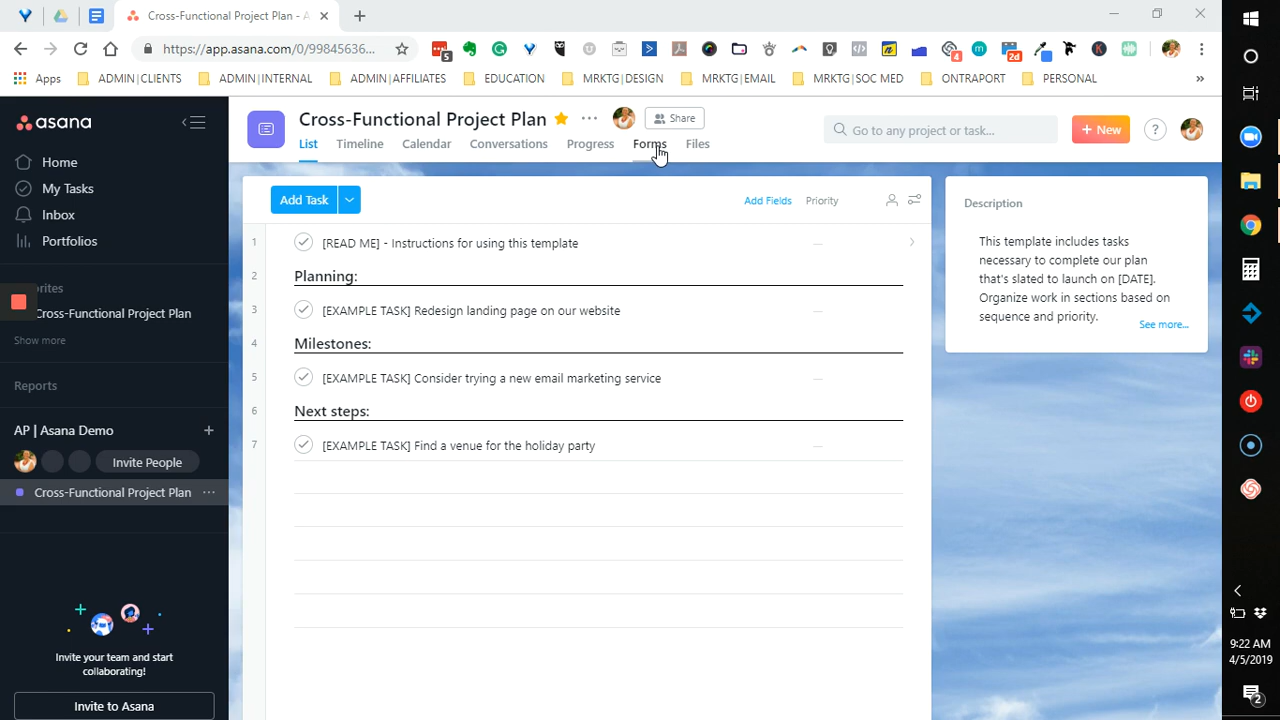 Cross-Functional Project Plan - A
https://app.asana.com/0/99845636...
5
4
2d
Apps
ADMIN|CLIENTS
ADMIN|INTERNAL
ADMIN|AFFILIATES
EDUCATION
MRKTG|DESIGN
MRKTG|EMAIL
MRKTG|SOC MED
ONTRAPORT
PERSONAL
»
asana
Home
My Tasks
Inbox
Portfolios
orites
Cross-Functional Project Plan
Show more
Reports
AP | Asana Demo
+
Invite People
Cross-Functional Project Plan
Invite your team and start
collaborating!
Invite to Asana
Cross-Functional Project Plan
Share
List
Timeline
Calendar
Conversations
Progress
Forms
Files
Go to any project or task...
+ New
?
Add Task
Add Fields
Priority
1
[READ ME] - Instructions for using this template
2
Planning:
3
[EXAMPLE TASK] Redesign landing page on our website
4
Milestones:
5
[EXAMPLE TASK] Consider trying a new email marketing service
6
Next steps:
7
[EXAMPLE TASK] Find a venue for the holiday party
Description
This template includes tasks
necessary to complete our plan
that's slated to launch on [DATE].
Organize work in sections based on
sequence and priority.
See more...
9:22 AM
4/5/2019
2